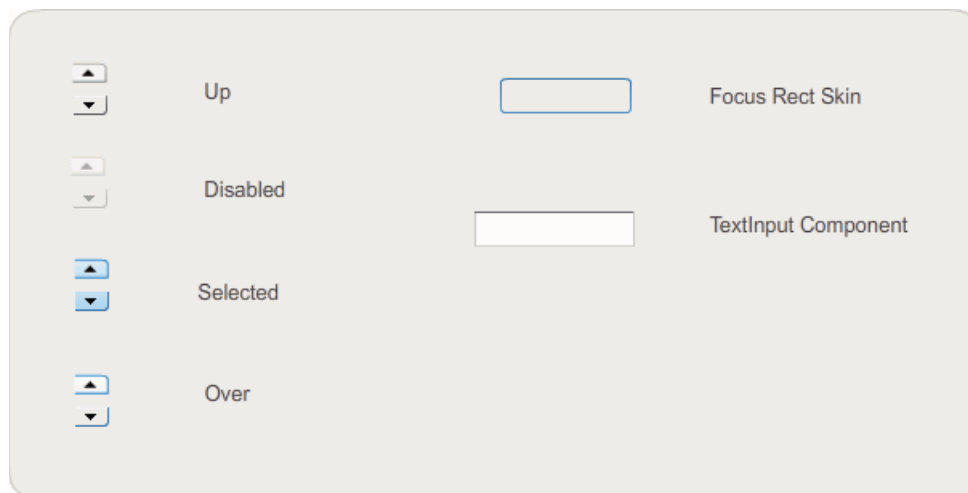 Up
Focus Rect Skin
Disabled
TextInput Component
Selected
Over